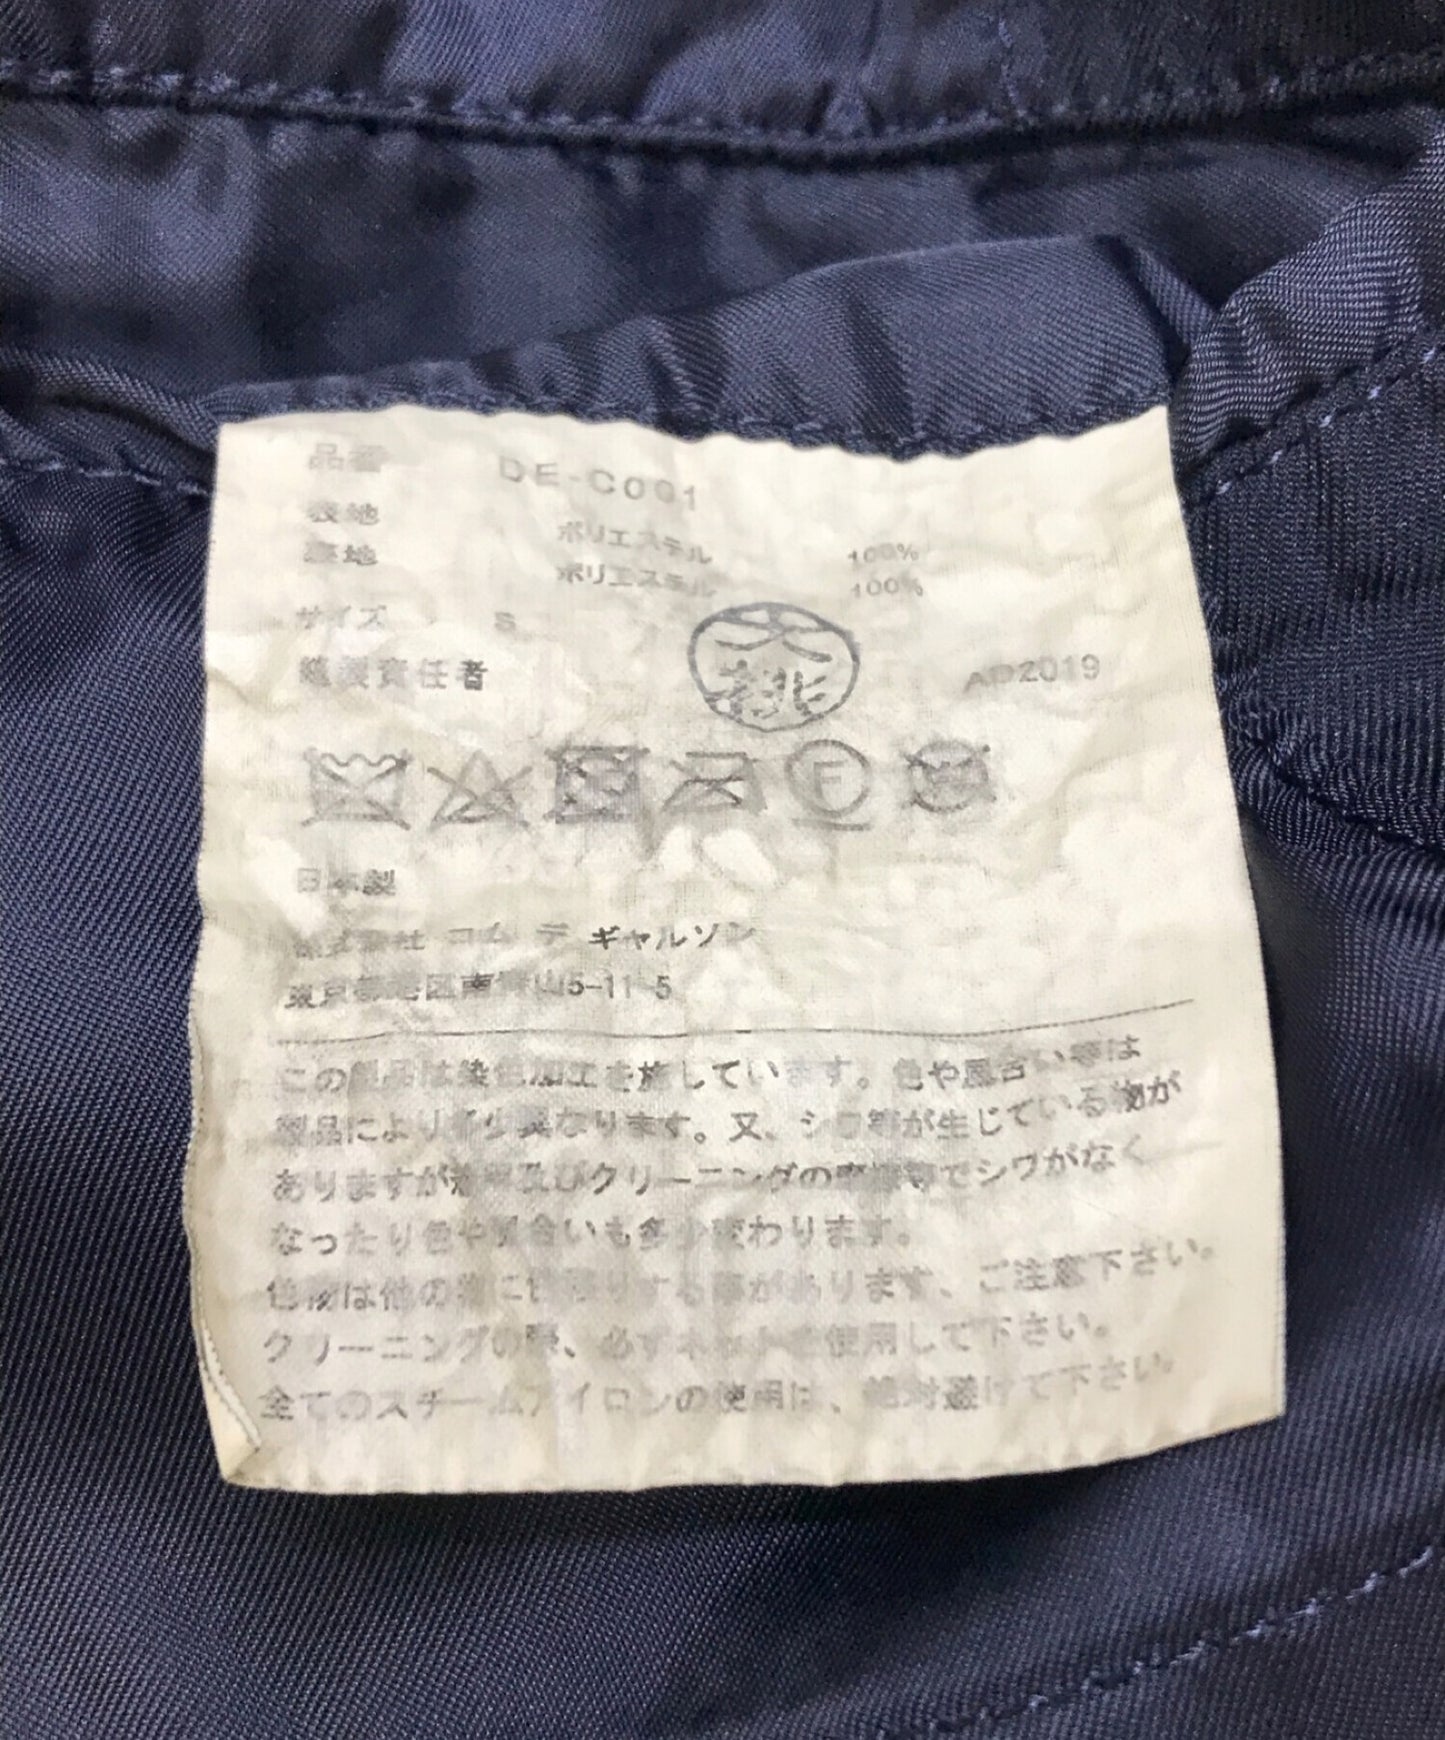 品番 DE-C001
表地 ポリエステル 100%
裏地 ポリエステル 100%
サイズ S
縫製責任者 AD2019
F
日本製
株式会社 コム デ ギャルソン
東京都港区南青山5-11-5
この製品は染色加工を施しています。色や風合い等は
製品により多少異なります。又、シワ等が生じている物が
ありますが着用及びクリーニングの摩擦等でシワがなく
なったり色や風合いも多少変わります。
色物は他の物に色移りする事があります、ご注意下さい。
クリーニングの際、必ずネットを使用して下さい。
全てのスチームアイロンの使用は、絶対避けて下さい。